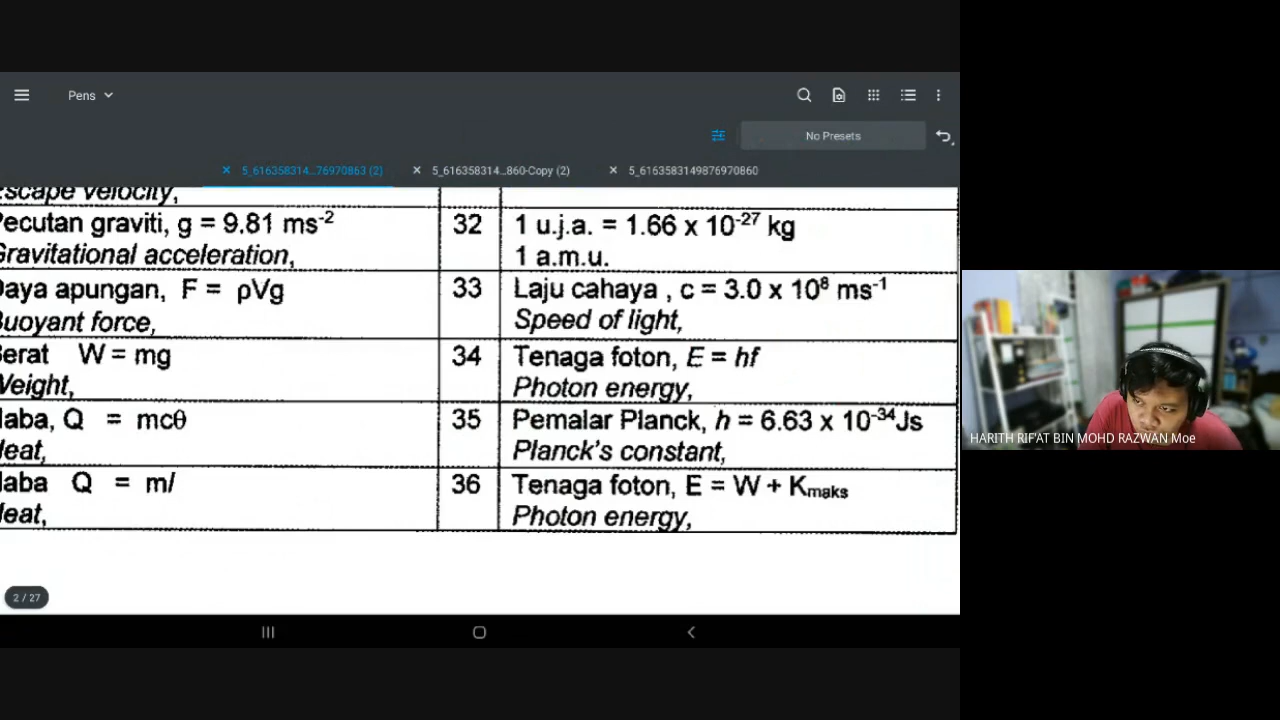 Pens
No Presets
5_616358314...76970863 (2)
5_616358314...860-Copy (2)
5_6163583149876970860
Escape velocity,
Pecutan graviti, g = 9.81 ms⁻²
Gravitational acceleration,
32
1 u.j.a. = 1.66 x 10⁻²⁷ kg
1 a.m.u.
Daya apungan, F = ρVg
Buoyant force,
33
Laju cahaya , c = 3.0 x 10⁸ ms⁻¹
Speed of light,
Berat W = mg
Weight,
34
Tenaga foton, E = hf
Photon energy,
Haba, Q = mcθ
Heat,
35
Pemalar Planck, h = 6.63 x 10⁻³⁴Js
Planck's constant,
Haba Q = ml
Heat,
36
Tenaga foton, E = W + Kmaks
Photon energy,
2 / 27
HARITH RIF'AT BIN MOHD RAZWAN Moe